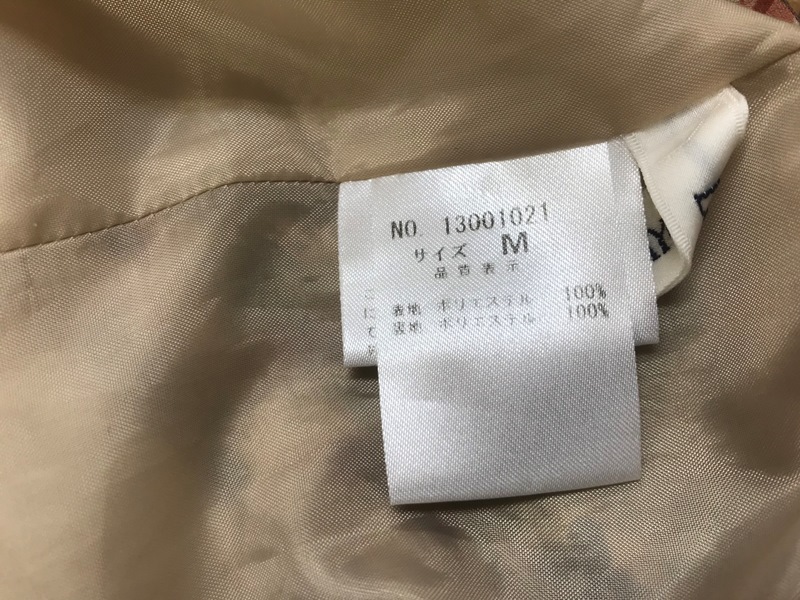 NO. 13001021
サイズ M
品質表示
表地 ポリエステル 100%
裏地 ポリエステル 100%